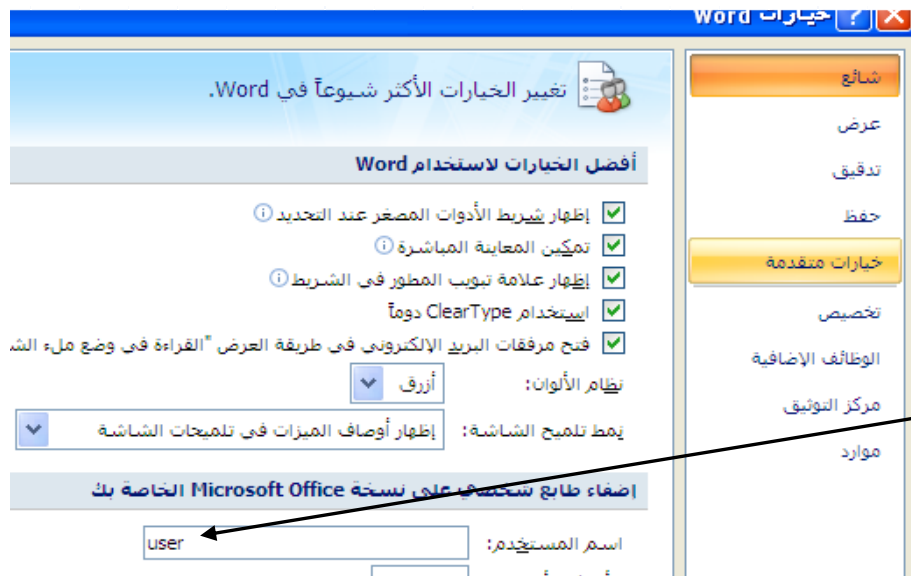 خيارات Word
شائع
عرض
تدقيق
حفظ
خيارات متقدمة
تخصيص
الوظائف الإضافية
مركز التوثيق
موارد
تغيير الخيارات الأكثر شيوعاً في Word.
أفضل الخيارات لاستخدام Word
إظهار شريط الأدوات المصغر عند التحديد
تمكين المعاينة المباشرة
إظهار علامة تبويب المطور في الشريط
استخدام ClearType دوماً
فتح مرفقات البريد الإلكتروني في طريقة العرض "القراءة في وضع ملء الش
نظام الألوان: أزرق
نمط تلميح الشاشة: إظهار أوصاف الميزات في تلميحات الشاشة
إضفاء طابع شخصي على نسخة Microsoft Office الخاصة بك
اسم المستخدم: user